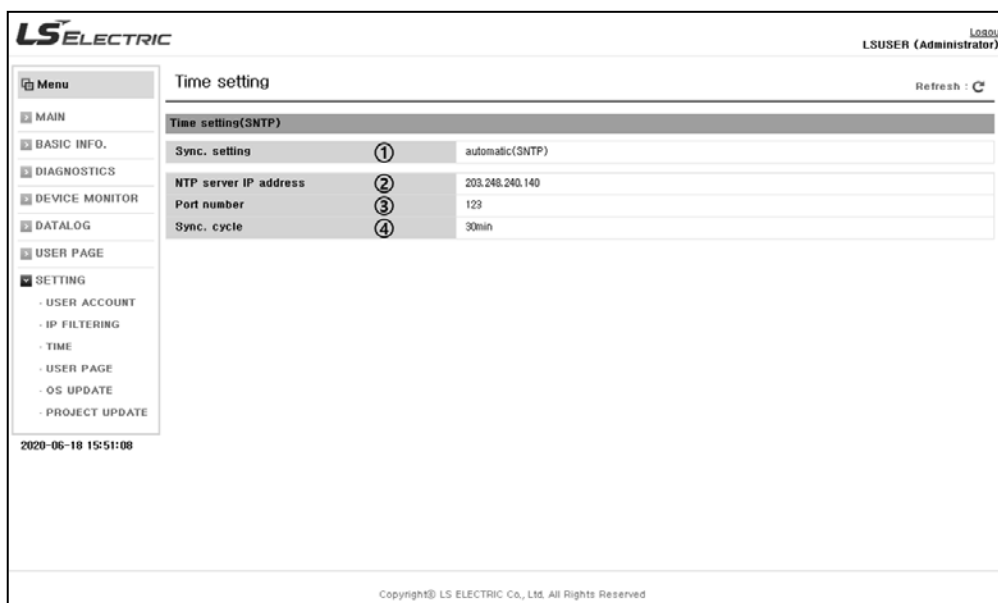 LS ELECTRIC
Logou
LSUSER (Administrator)
Menu
MAIN
BASIC INFO.
DIAGNOSTICS
DEVICE MONITOR
DATALOG
USER PAGE
SETTING
· USER ACCOUNT
· IP FILTERING
· TIME
· USER PAGE
· OS UPDATE
· PROJECT UPDATE
2020-06-18 15:51:08
Time setting
Refresh :
Time setting(SNTP)
Sync. setting ① automatic(SNTP)
NTP server IP address ② 203.248.240.140
Port number ③ 123
Sync. cycle ④ 30min
Copyright® LS ELECTRIC Co., Ltd. All Rights Reserved